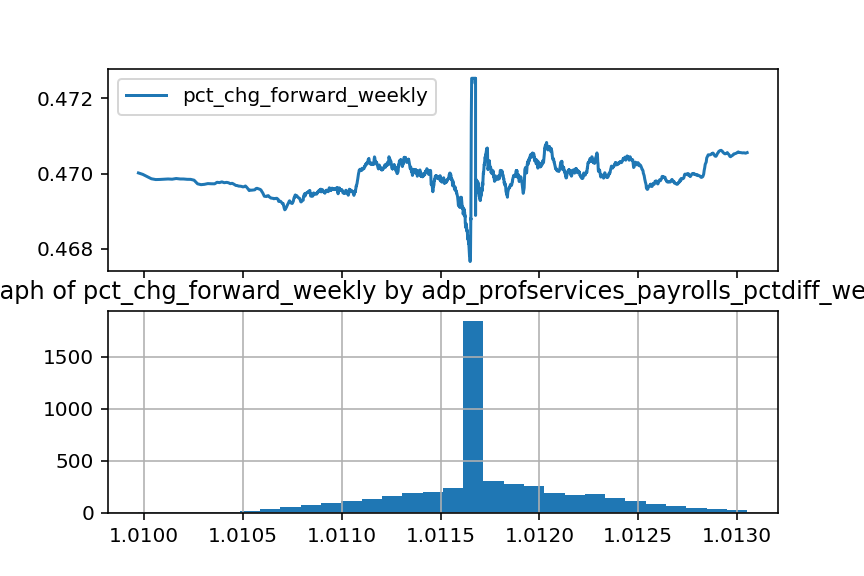 pct_chg_forward_weekly
0.472
0.470
0.468
aph of pct_chg_forward_weekly by adp_profservices_payrolls_pctdiff_we
1500
1000
500
0
1.0100 1.0105 1.0110 1.0115 1.0120 1.0125 1.0130